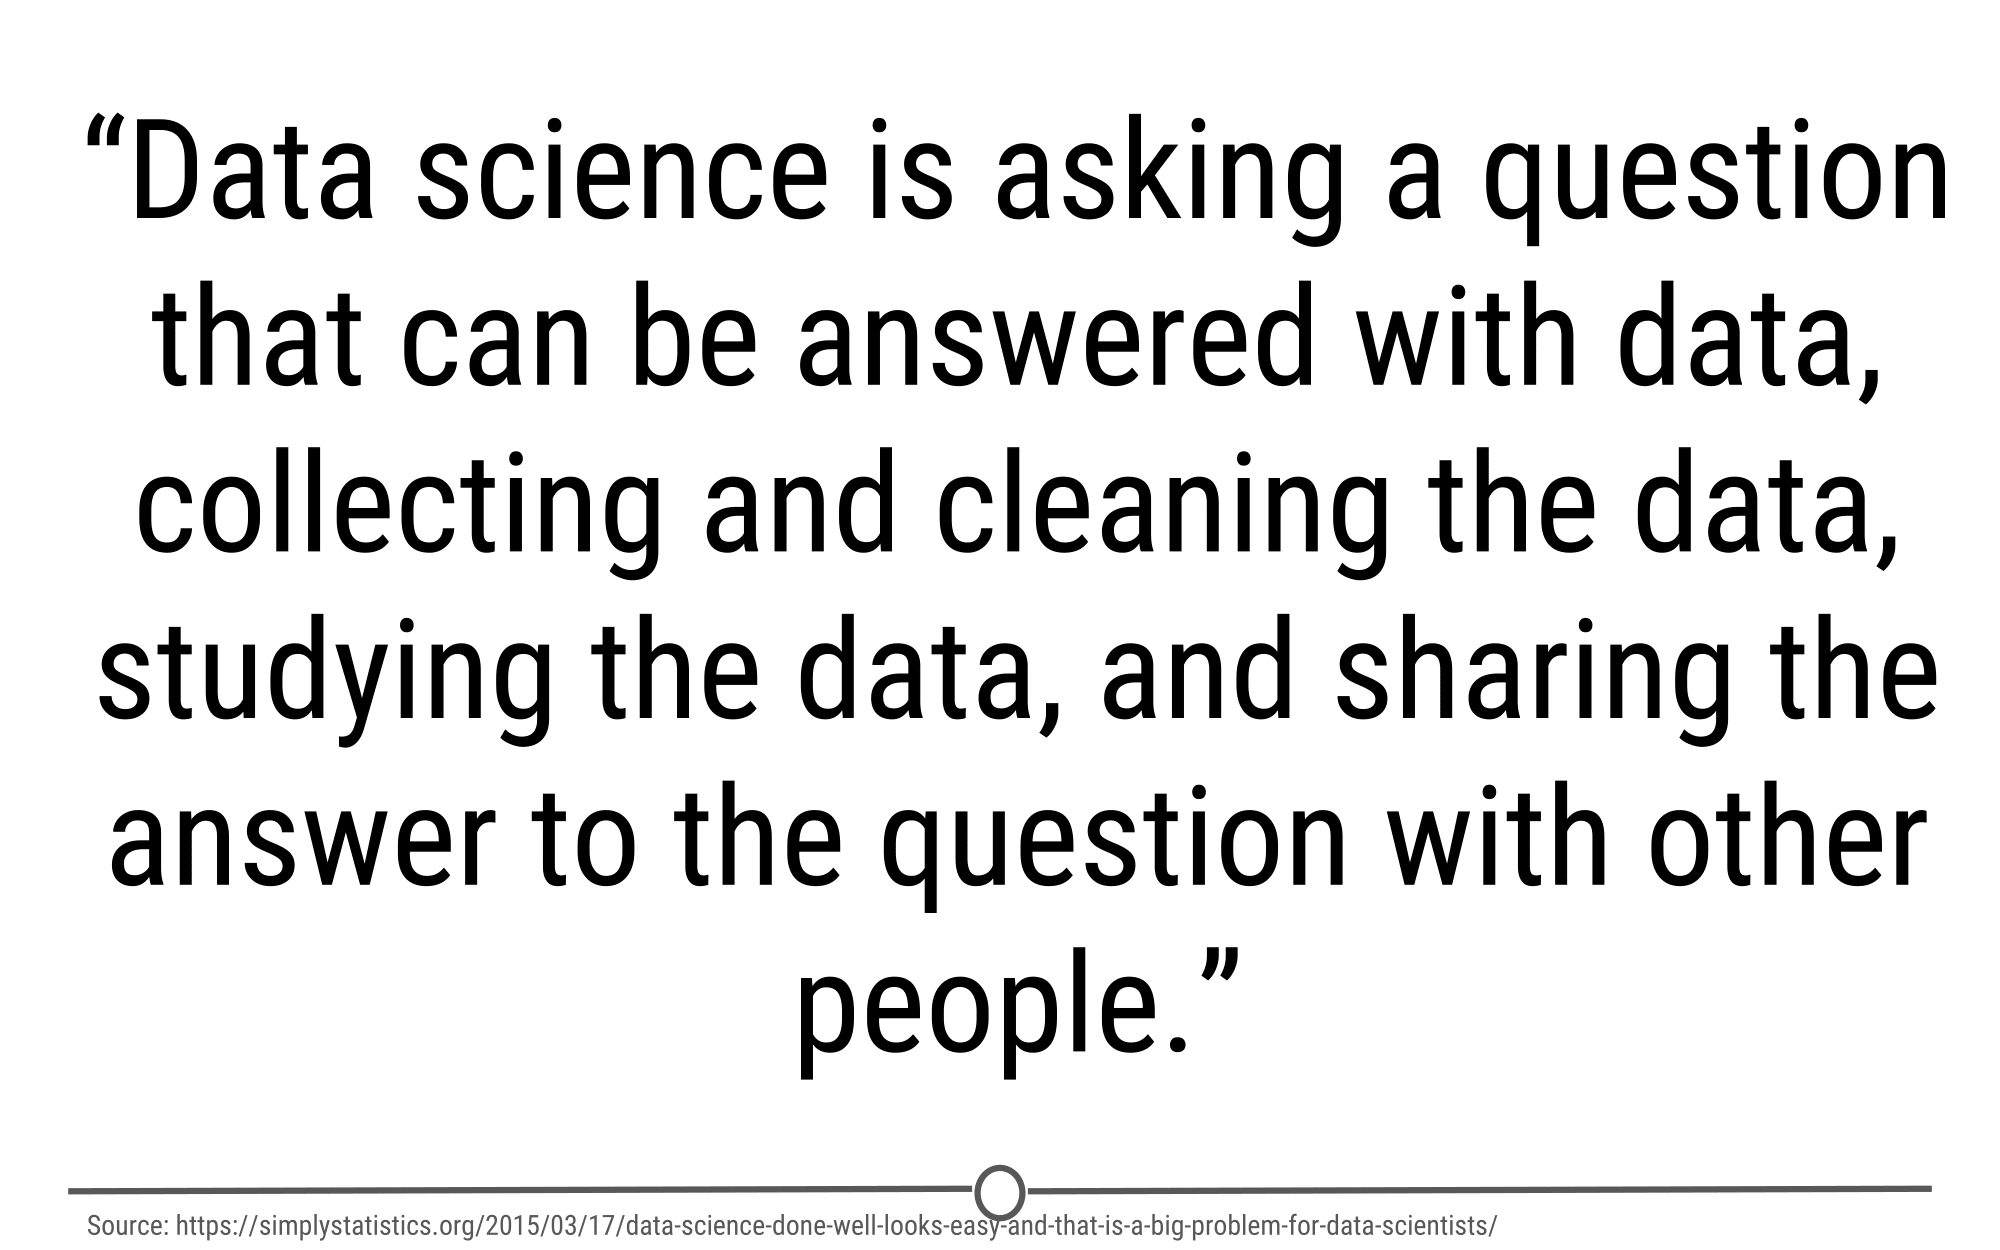 “Data science is asking a question
that can be answered with data,
collecting and cleaning the data,
studying the data, and sharing the
answer to the question with other
people.”
Source: https://simplystatistics.org/2015/03/17/data-science-done-well-looks-easy-and-that-is-a-big-problem-for-data-scientists/